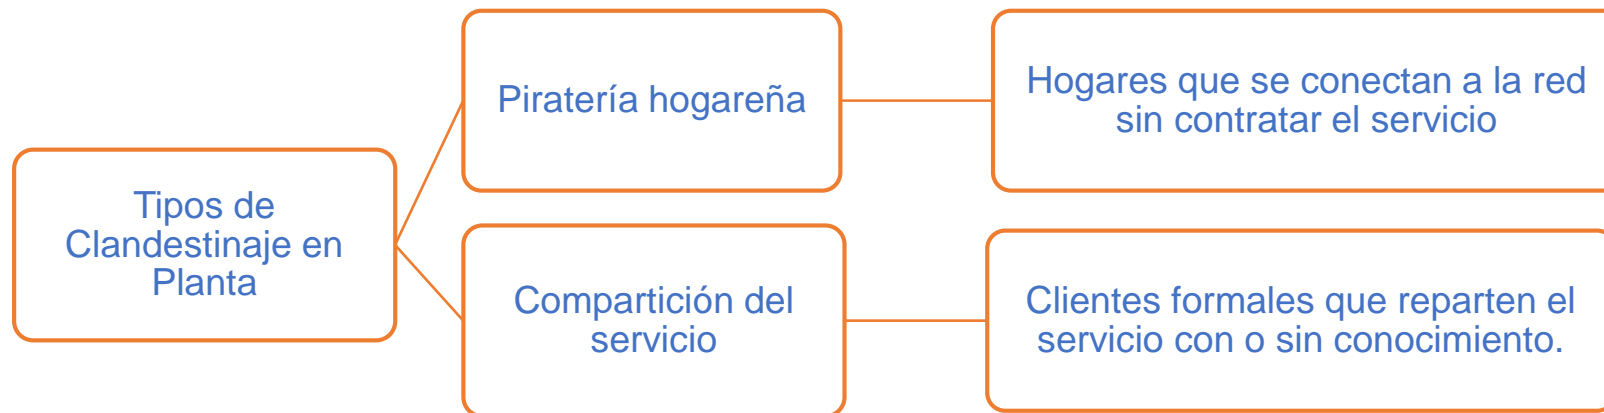 Tipos de
Clandestinaje en
Planta
Piratería hogareña
Hogares que se conectan a la red
sin contratar el servicio
Compartición del
servicio
Clientes formales que reparten el
servicio con o sin conocimiento.